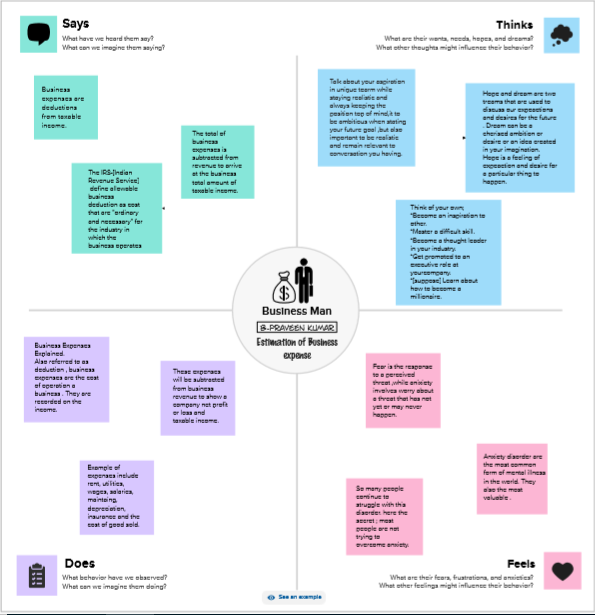 Says
What have we heard them say?
What can we imagine them saying?
Business
expenses are
deductions
from taxable
income.
The total of
business
expenses is
subtracted from
revenue to arrive
at the business
total amount of
taxable income.
The IRS-[Indian
Revenue Service]
define allowable
business
deduction as cost
that are "ordinary
and necessary" for
the industry in
which the
business operates
Thinks
What are their wants, needs, hopes, and dreams?
What other thoughts might influence their behavior?
Talk about your aspiration
in unique tearm while
staying realistic and
always keeping the
position top of mind,it to
be ambitious when stating
your future goal ,but also
important to be realistic
and remain relevant to
conversation you having.
Hope and dream are two
treams that are used to
discuss our expeactions
and desires for the future
. Dream can be a
cherised ambition or
desire or an idea created
in your imagination.
Hope is a feeling of
expeaction and desire for
a particular thing to
happen.
Think of your own;
*Become an inspiration to
other.
*Master a difficult skill.
*Become a thought leader
in your industry.
*Get promoted to an
executive role at
yourcompany.
*[suppose] Learn about
how to become a
millionaire.
Business Man
B-PRAVEEN KUMAR
Estimation of Business
expense
Business Expenses
Explained.
Also referred to as
deduction , business
expenses are the cost
of operation a
business . They are
recorded on the
income.
These expenses
will be subtracted
from business
revenue to show a
company net profit
or loss and
taxable income.
Example of
expenses include
rent, utilities,
wages, salaries,
maintaing,
depreciation,
insurance and the
cost of good sold.
Does
What behavior have we observed?
What can we imagine them doing?
Fear is the response
to a perceived
threat ,while anxiety
involves worry about
a threat that has not
yet or may never
happen.
Anxiety disorder are
the most common
form of mental illness
in the world. They
also the most
valuable .
So many people
continue to
struggle with this
disorder. here the
secret ; most
people are not
trying to
overcome anxiety.
Feels
What are their fears, frustrations, and anxieties?
What other feelings might influence their behavior?
See an example